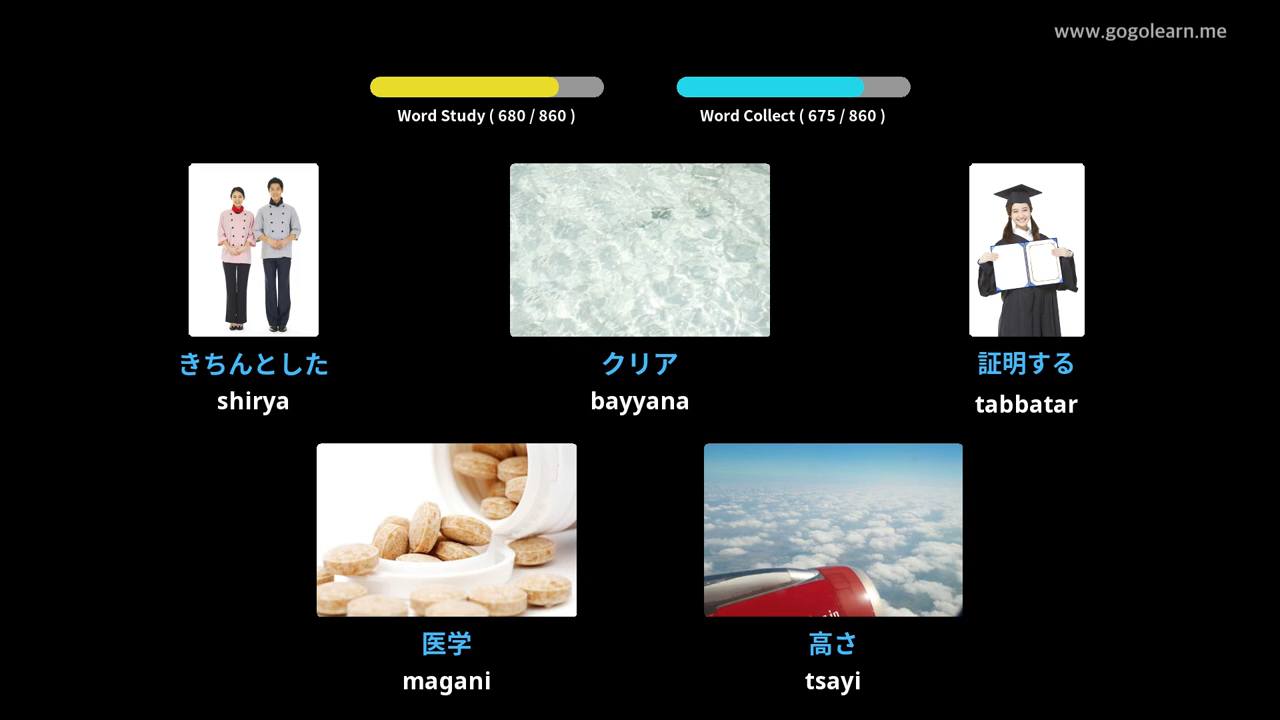 www.gogolearn.me
Word Study ( 680 / 860 )
Word Collect ( 675 / 860 )
きちんとした
shirya
クリア
bayyana
証明する
tabbatar
医学
magani
高さ
tsayi